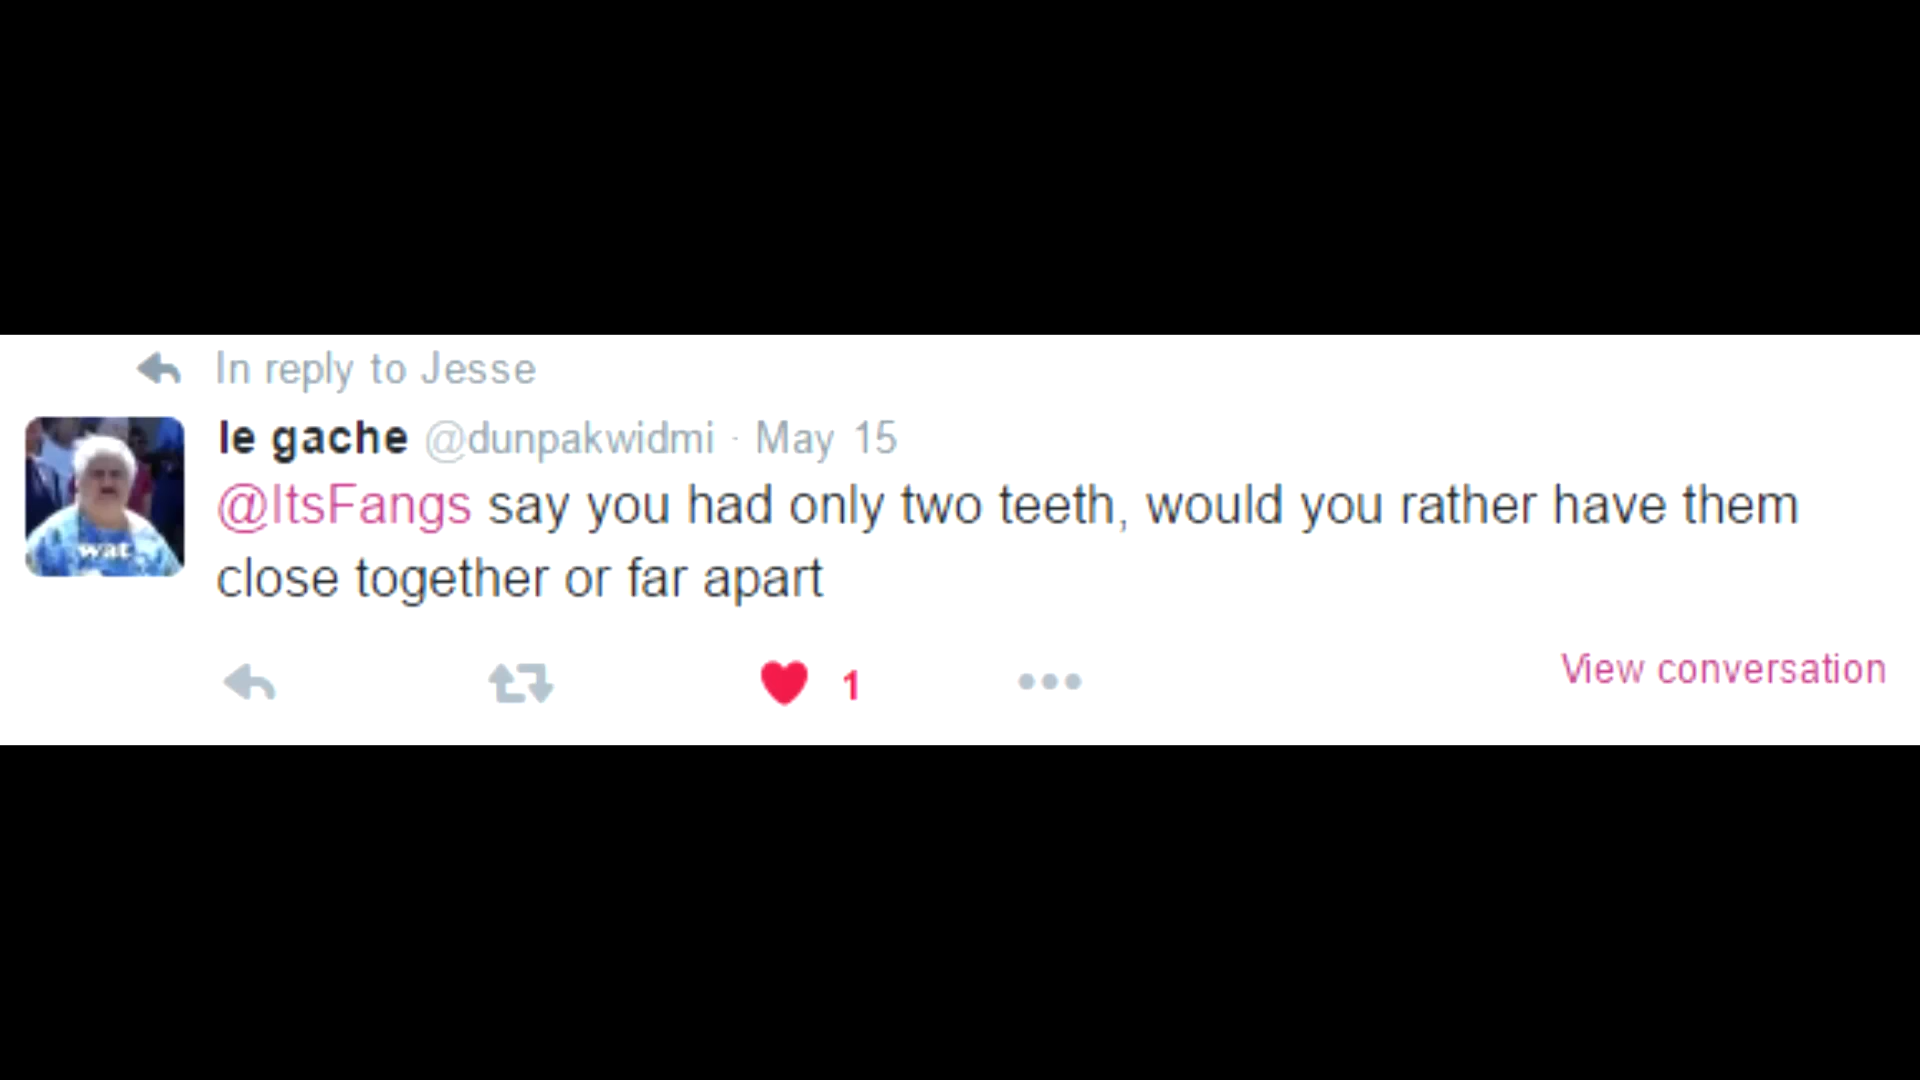 In reply to Jesse
le gache @dunpakwidmi · May 15
@ItsFangs say you had only two teeth, would you rather have them
close together or far apart
wat
1
View conversation